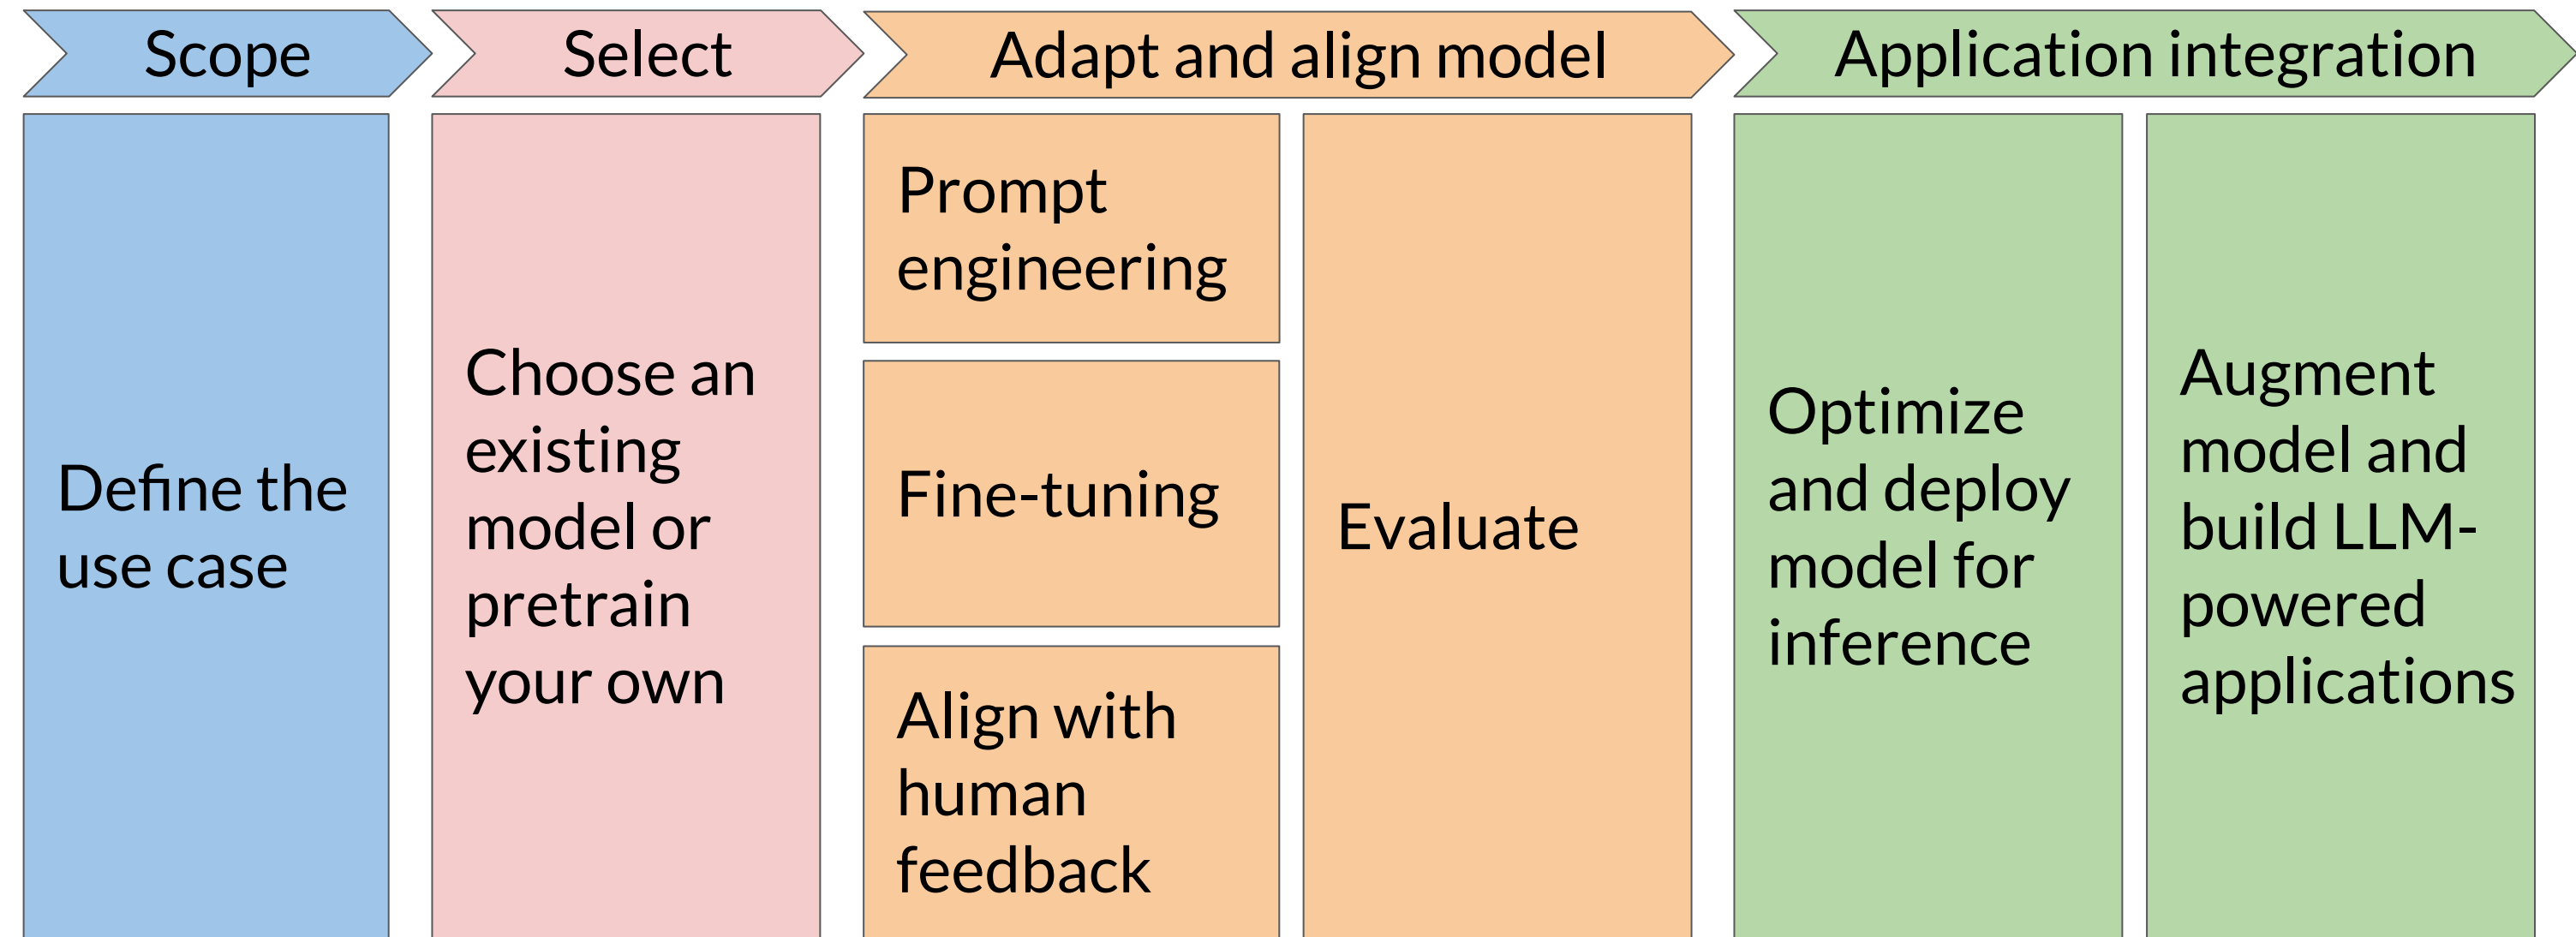 Scope
Select
Adapt and align model
Application integration
Define the
use case
Choose an
existing
model or
pretrain
your own
Prompt
engineering
Fine-tuning
Align with
human
feedback
Evaluate
Optimize
and deploy
model for
inference
Augment
model and
build LLM-
powered
applications